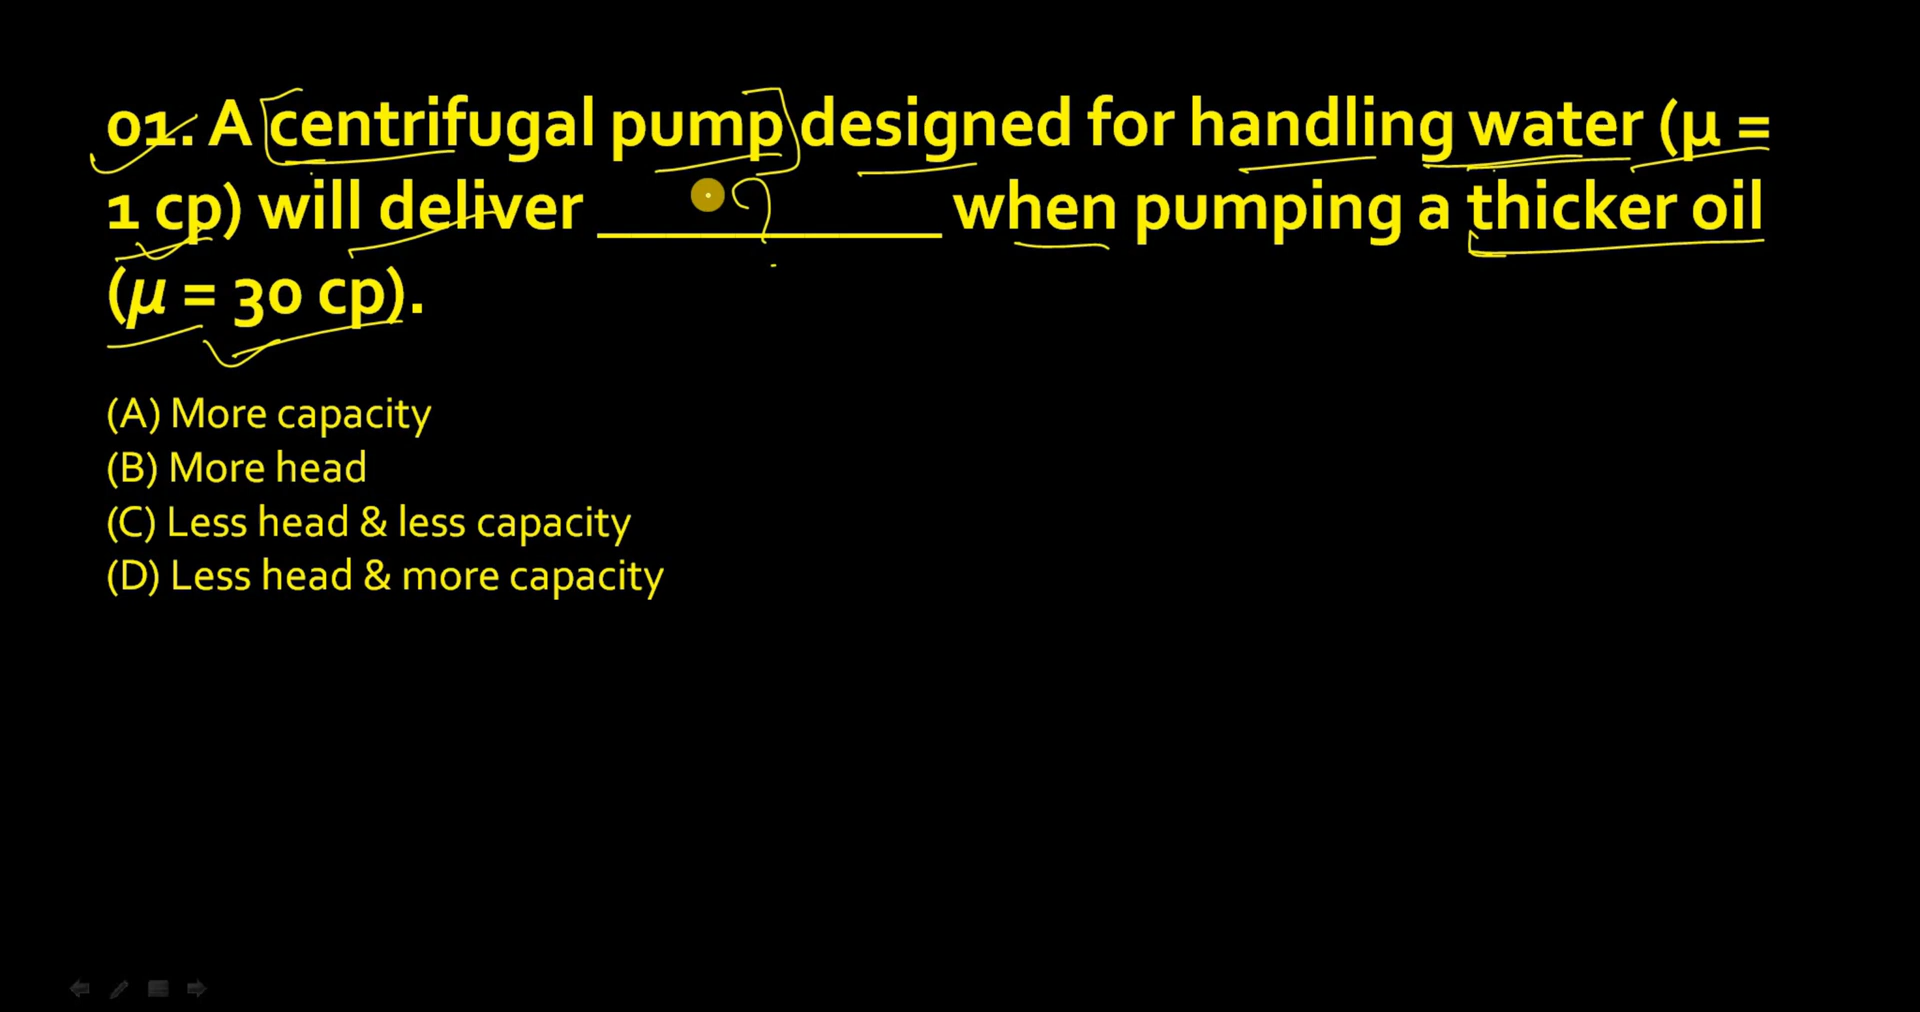 01. A centrifugal pump designed for handling water (μ =
1 cp) will deliver ____________ when pumping a thicker oil
(μ = 30 cp).
?
(A) More capacity
(B) More head
(C) Less head & less capacity
(D) Less head & more capacity